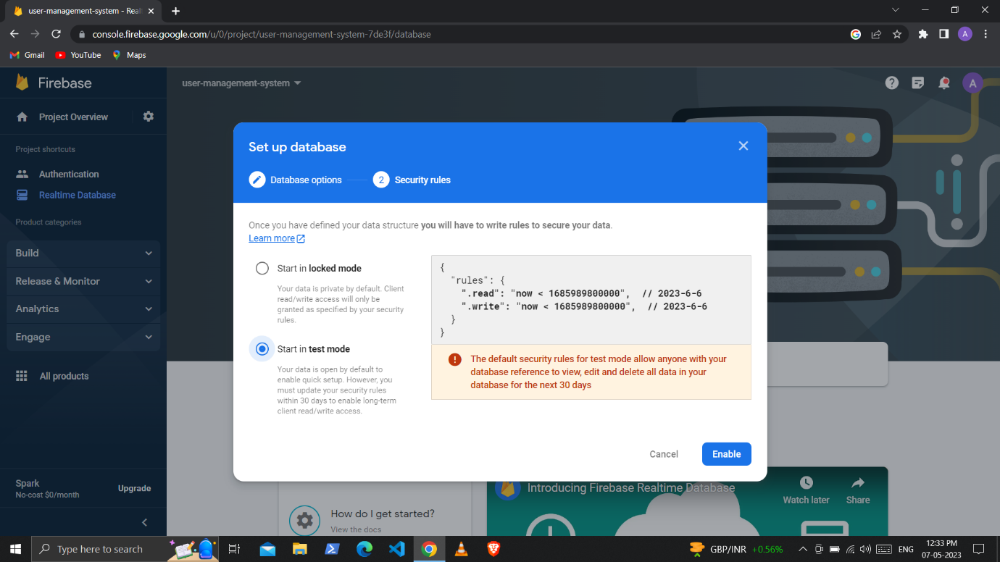 user-management-system - Real
console.firebase.google.com/u/0/project/user-management-system-7de3f/database
A
Gmail
YouTube
Maps
Firebase
user-management-system
A
Project Overview
Project shortcuts
Authentication
Realtime Database
Product categories
Build
Release & Monitor
Analytics
Engage
All products
Spark
No-cost $0/month
Upgrade
Set up database
Database options
2
Security rules
Once you have defined your data structure you will have to write rules to secure your data.
Learn more
Start in locked mode
Your data is private by default. Client
read/write access will only be
granted as specified by your security
rules.
Start in test mode
Your data is open by default to
enable quick setup. However, you
must update your security rules
within 30 days to enable long-term
client read/write access.
{
"rules": {
".read": "now < 1685989800000",  // 2023-6-6
".write": "now < 1685989800000",  // 2023-6-6
}
}
The default security rules for test mode allow anyone with your
database reference to view, edit and delete all data in your
database for the next 30 days
Cancel
Enable
How do I get started?
View the docs
Introducing Firebase Realtime Database
Watch later
Share
Type here to search
GBP/INR +0.56%
ENG
12:33 PM
07-05-2023